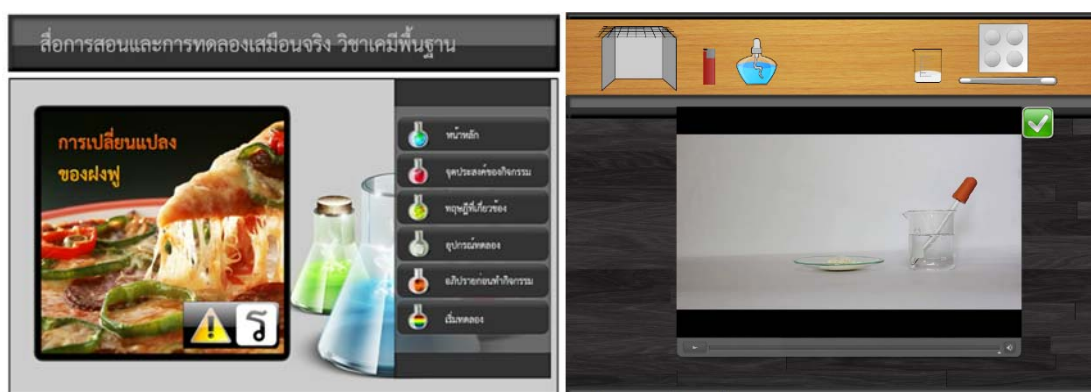 สื่อการสอนและการทดลองเสมือนจริง วิชาเคมีพื้นฐาน
การเปลี่ยนแปลง
ของฝงฟู
ร
หน้าหลัก
จุดประสงค์ของกิจกรรม
ทฤษฎีที่เกี่ยวข้อง
อุปกรณ์ทดลอง
อภิปรายก่อนทำกิจกรรม
เริ่มทดลอง